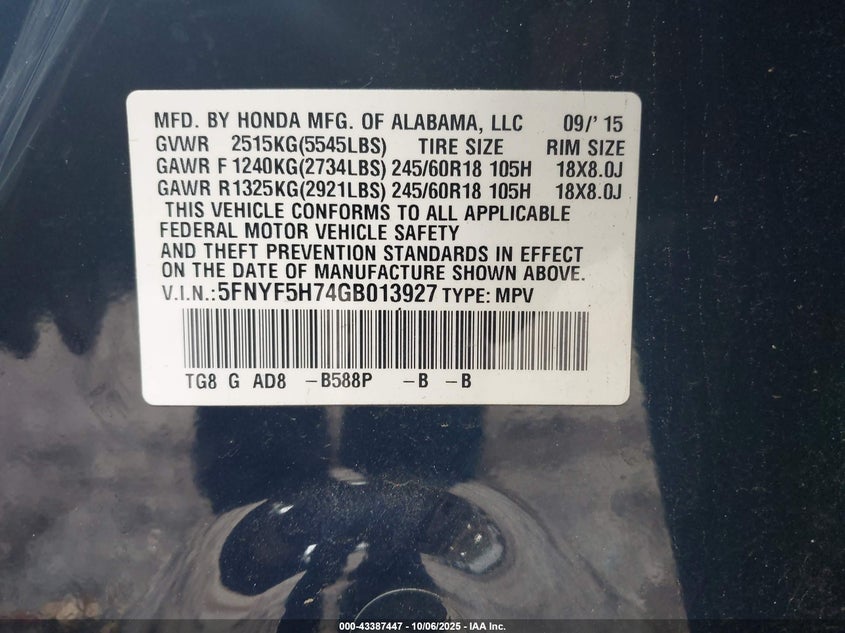 MFD. BY HONDA MFG. OF ALABAMA, LLC 09/' 15
GVWR 2515KG(5545LBS) TIRE SIZE RIM SIZE
GAWR F 1240KG(2734LBS) 245/60R18 105H 18X8.0J
GAWR R1325KG(2921LBS) 245/60R18 105H 18X8.0J
THIS VEHICLE CONFORMS TO ALL APPLICABLE
FEDERAL MOTOR VEHICLE SAFETY
AND THEFT PREVENTION STANDARDS IN EFFECT
ON THE DATE OF MANUFACTURE SHOWN ABOVE.
V.I.N.:5FNYF5H74GB013927 TYPE: MPV
TG8 G AD8 -B588P -B -B
000-43387447 - 10/06/2025 - IAA Inc.